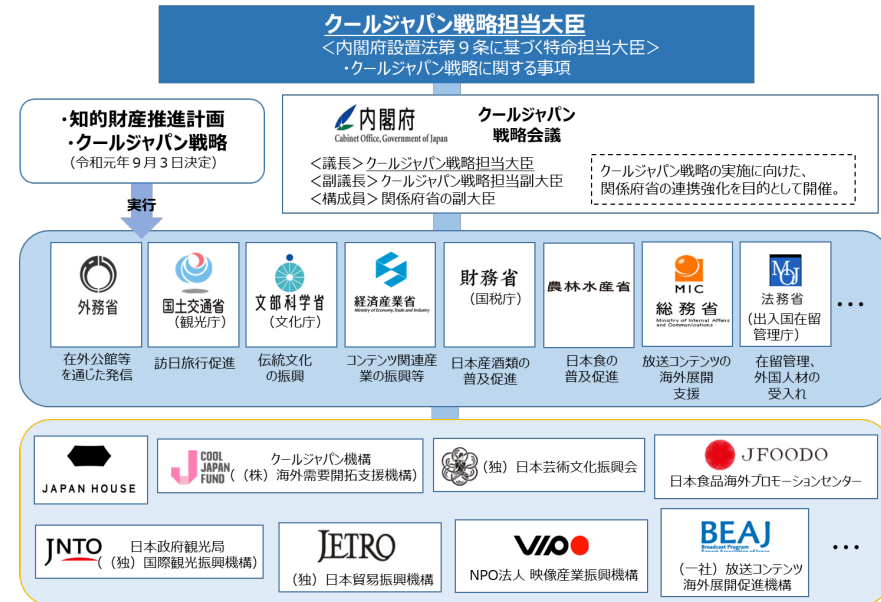 クールジャパン戦略担当大臣
<内閣府設置法第９条に基づく特命担当大臣>
・クールジャパン戦略に関する事項
・知的財産推進計画
・クールジャパン戦略
(令和元年９月３日決定)
実行
内閣府
Cabinet Office, Government of Japan
クールジャパン
戦略会議
<議長>クールジャパン戦略担当大臣
<副議長>クールジャパン戦略担当副大臣
<構成員>関係府省の副大臣
クールジャパン戦略の実施に向けた、
関係府省の連携強化を目的として開催。
外務省
在外公館等
を通じた発信
国土交通省
(観光庁)
訪日旅行促進
文部科学省
(文化庁)
伝統文化
の振興
経済産業省
Ministry of Economy, Trade and Industry
コンテンツ関連産
業の振興等
財務省
(国税庁)
日本産酒類の
普及促進
農林水産省
日本食の
普及促進
MIC
総務省
Ministry of Internal Affairs
and Communications
放送コンテンツの
海外展開
支援
MOJ
法務省
(出入国在留
管理庁)
在留管理、
外国人材の
受入れ
・・・
JAPAN HOUSE
COOL
JAPAN
FUND
クールジャパン機構
(（株）海外需要開拓支援機構)
（独）日本芸術文化振興会
JFOODO
日本食品海外プロモーションセンター
JNTO
日本政府観光局
(（独）国際観光振興機構)
JETRO
（独）日本貿易振興機構
VIPO
NPO法人 映像産業振興機構
BEAJ
Broadcast Program
Export Association of Japan
（一社）放送コンテンツ
海外展開促進機構
・・・